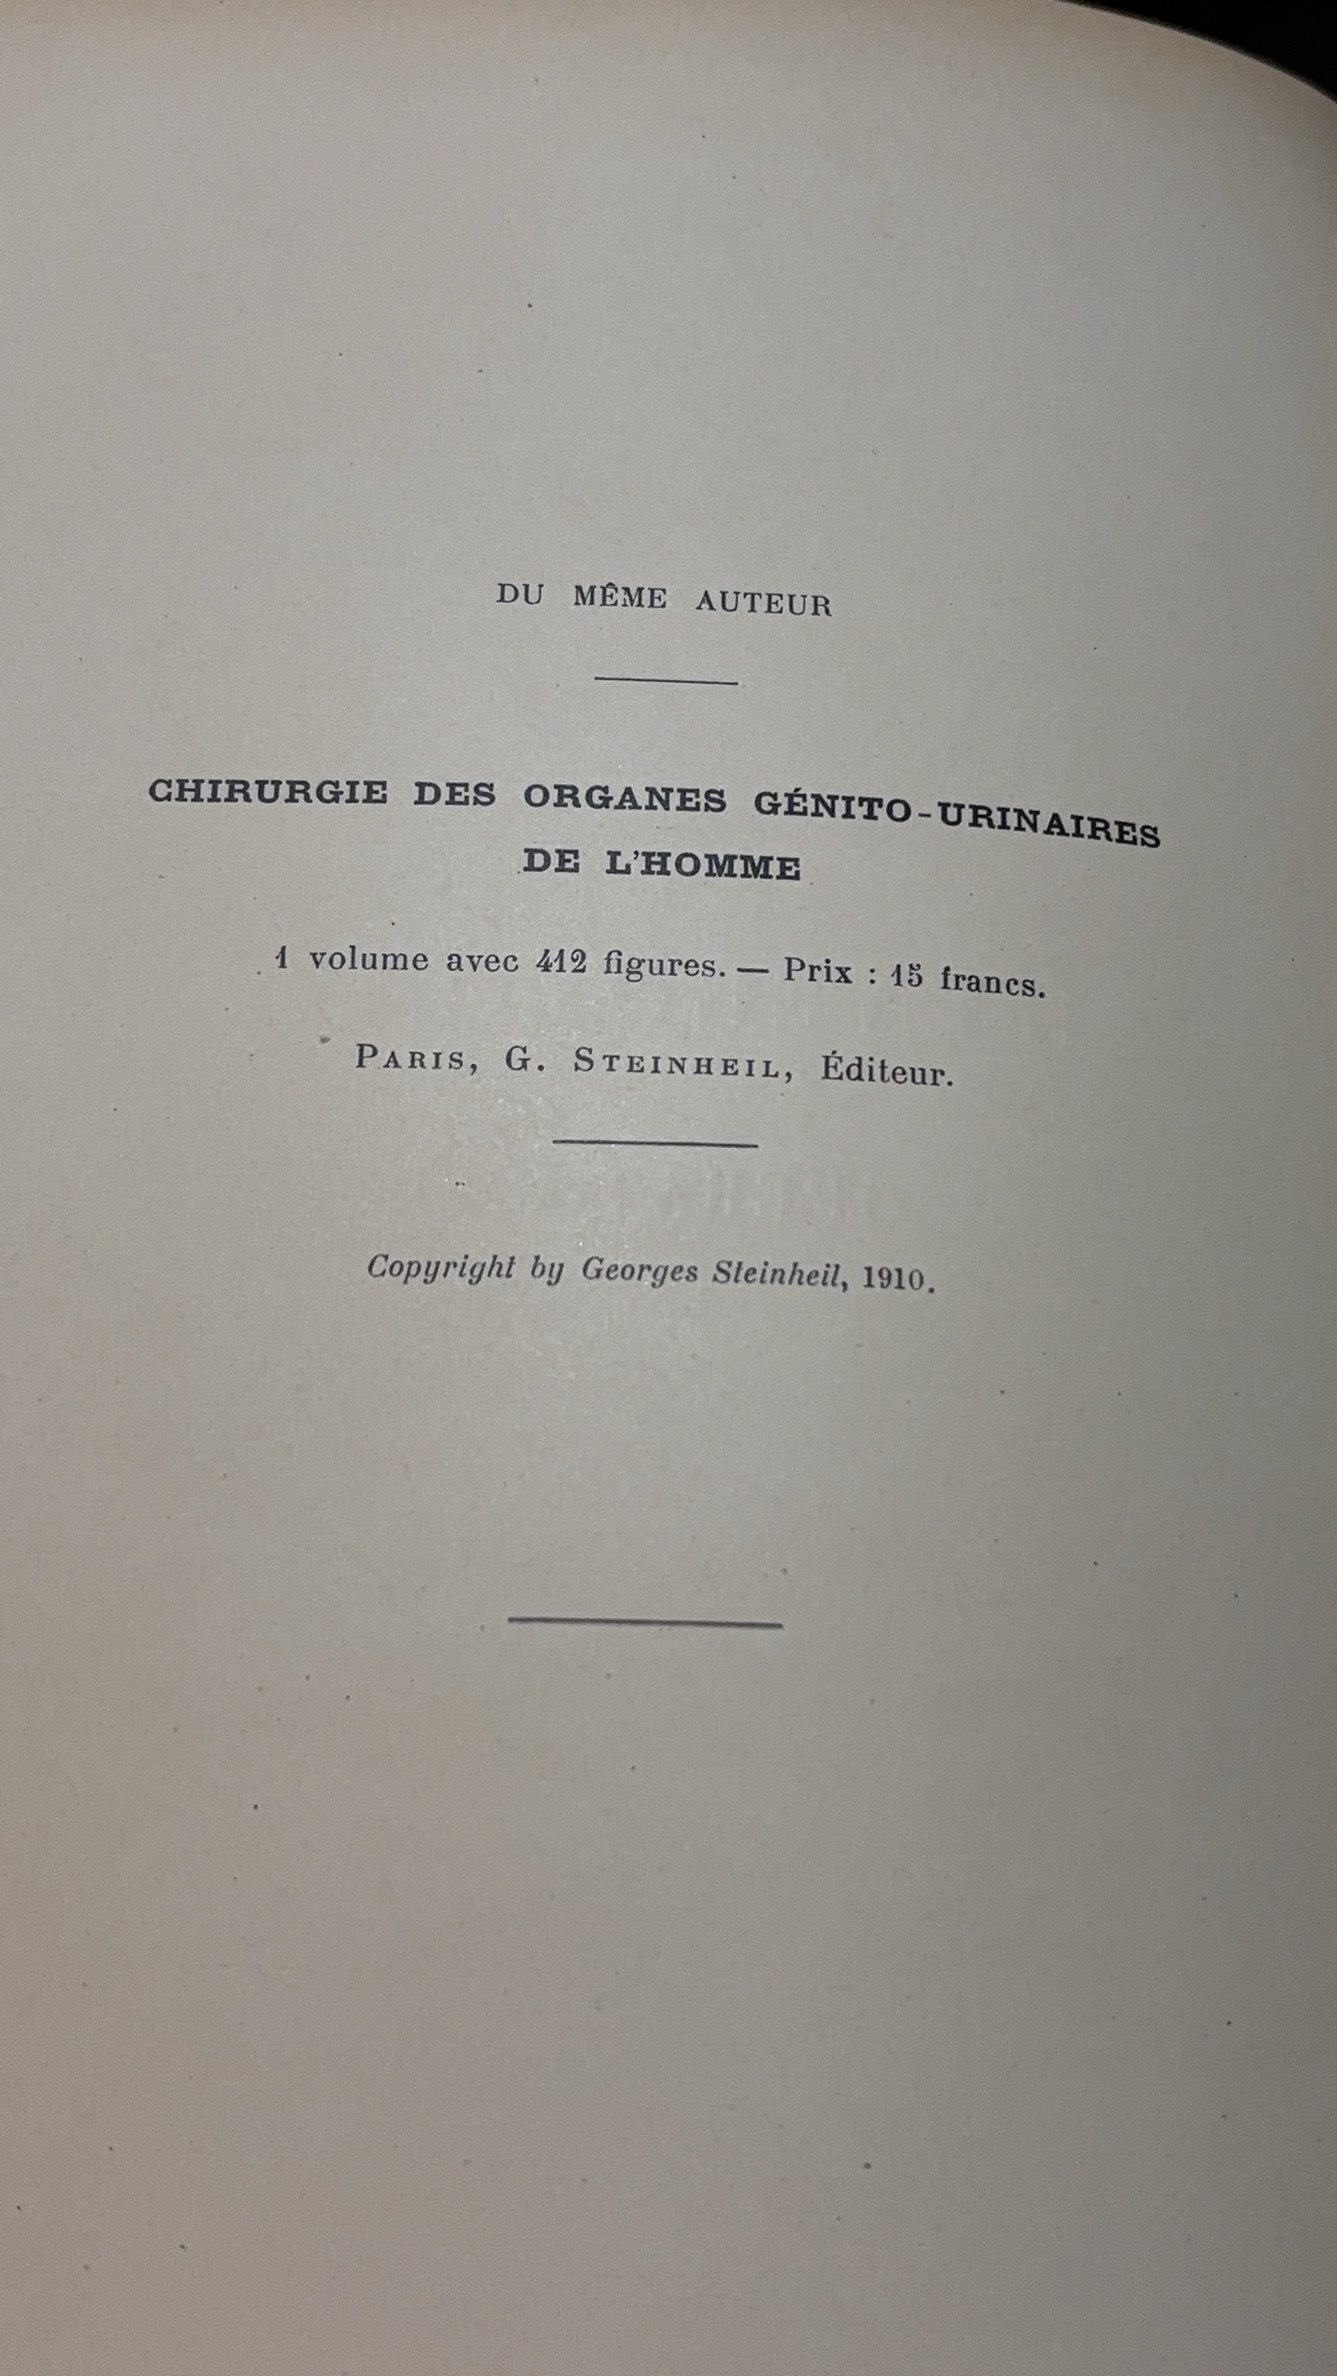 DU MÊME AUTEUR
CHIRURGIE DES ORGANES GÉNITO-URINAIRES
DE L'HOMME
1 volume avec 412 figures. — Prix : 15 francs.
PARIS, G. STEINHEIL, Éditeur.
Copyright by Georges Steinheil, 1910.